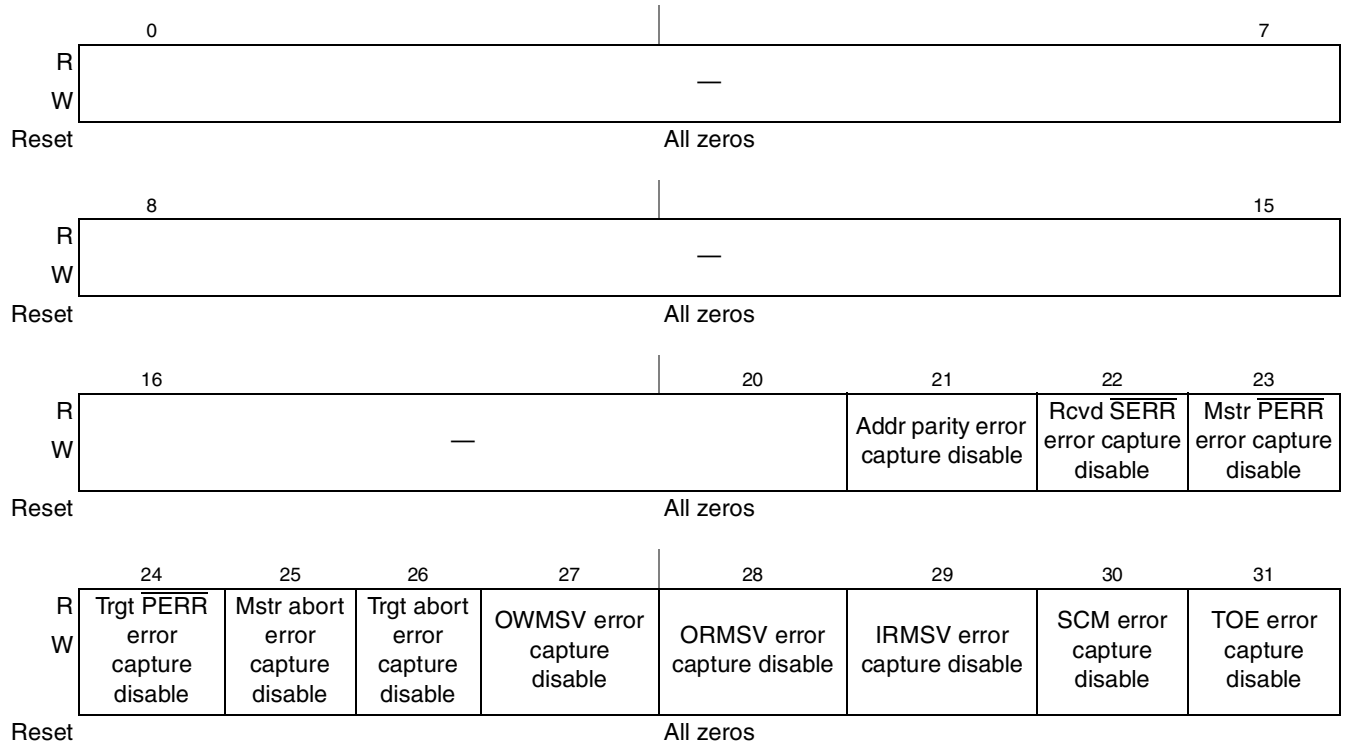 0 7
R
—
W
Reset All zeros
8 15
R
—
W
Reset All zeros
16 20 21 22 23
R
W
—
Addr parity error
capture disable
Rcvd SERR
error capture
disable
Mstr PERR
error capture
disable
Reset All zeros
24 25 26 27 28 29 30 31
R
W
Trgt PERR
error
capture
disable
Mstr abort
error
capture
disable
Trgt abort
error
capture
disable
OWMSV error
capture
disable
ORMSV error
capture disable
IRMSV error
capture disable
SCM error
capture
disable
TOE error
capture
disable
Reset All zeros